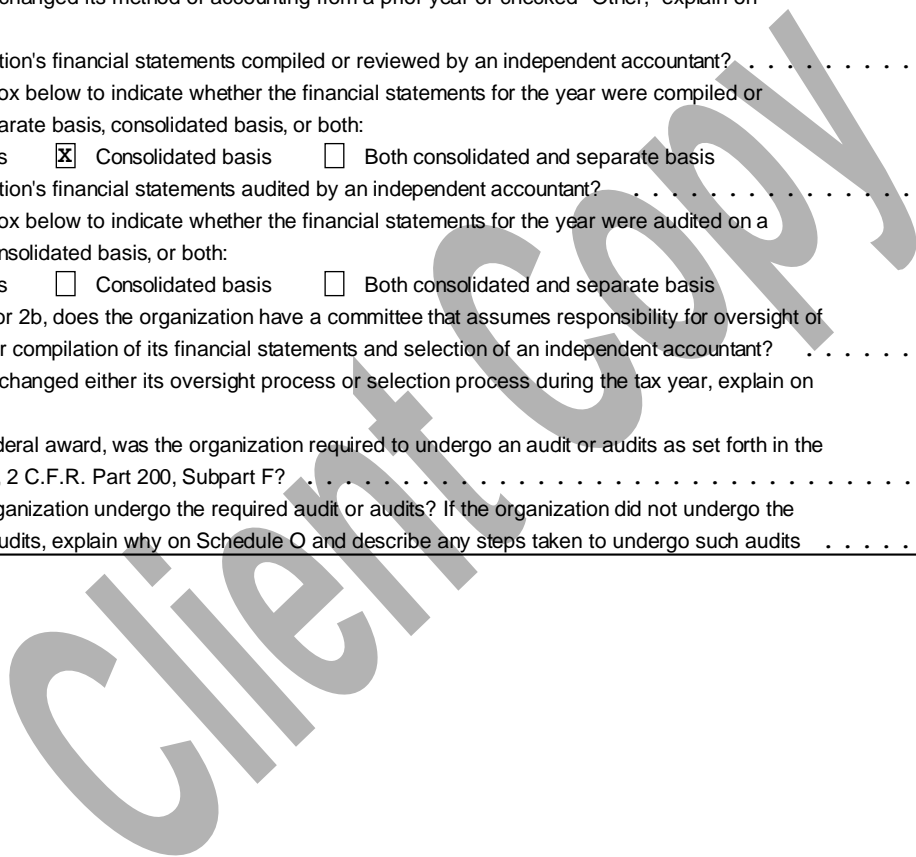 changed its method of accounting from a prior year or checked "Other," explain on
tion's financial statements compiled or reviewed by an independent accountant? . . . . . . . . .
ox below to indicate whether the financial statements for the year were compiled or
arate basis, consolidated basis, or both:
s X Consolidated basis Both consolidated and separate basis
tion's financial statements audited by an independent accountant? . . . . . . . . . . . . . . .
ox below to indicate whether the financial statements for the year were audited on a
nsolidated basis, or both:
s Consolidated basis Both consolidated and separate basis
or 2b, does the organization have a committee that assumes responsibility for oversight of
r compilation of its financial statements and selection of an independent accountant? . . . . . .
changed either its oversight process or selection process during the tax year, explain on
deral award, was the organization required to undergo an audit or audits as set forth in the
, 2 C.F.R. Part 200, Subpart F? . . . . . . . . . . . . . . . . . . . . . . . . . . . . . . .
ganization undergo the required audit or audits? If the organization did not undergo the
udits, explain why on Schedule O and describe any steps taken to undergo such audits . . . . .
Client Copy